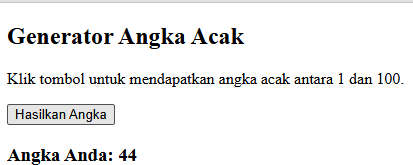 Generator Angka Acak
Klik tombol untuk mendapatkan angka acak antara 1 dan 100.
Hasilkan Angka
Angka Anda: 44